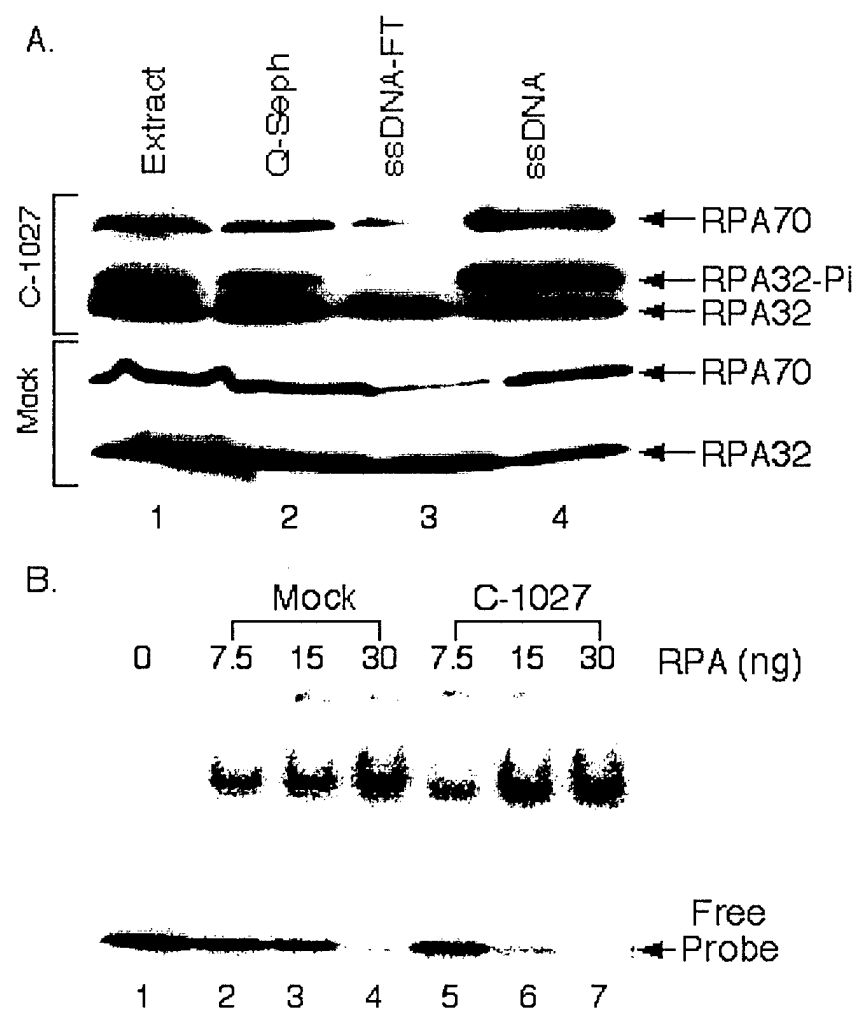 A.
Extract
Q-Seph
ssDNA-FT
ssDNA
C-1027
RPA70
RPA32-Pi
RPA32
Mock
RPA70
RPA32
1 2 3 4
B.
Mock C-1027
0 7.5 15 30 7.5 15 30 RPA (ng)
Free
Probe
1 2 3 4 5 6 7